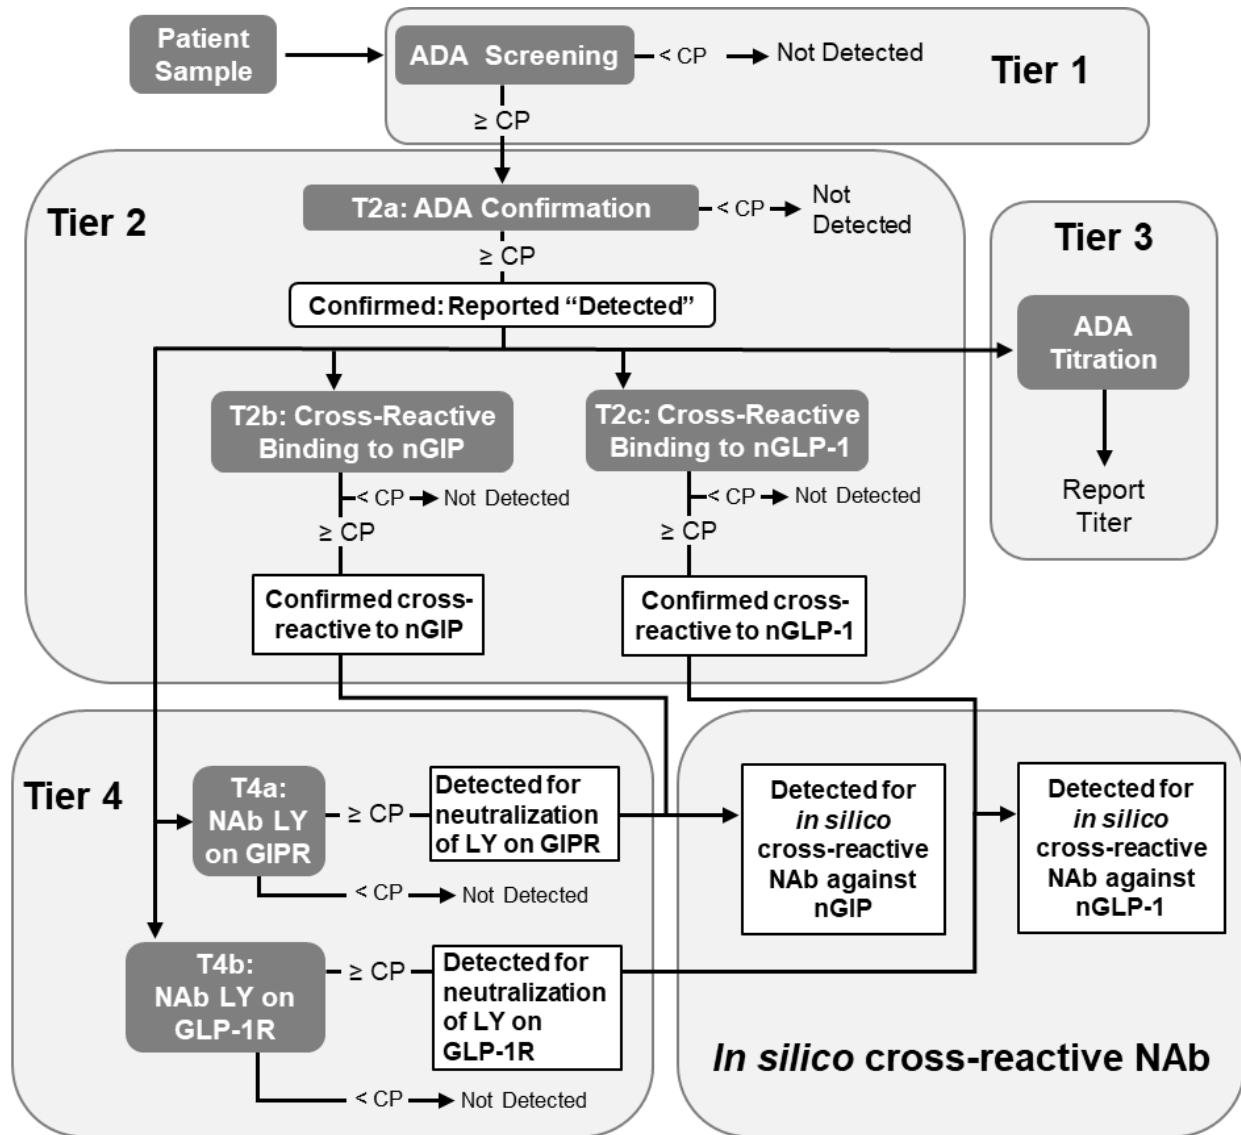 Patient
Sample
ADA Screening
< CP
Not Detected
Tier 1
≥ CP
Tier 2
T2a: ADA Confirmation
< CP
Not
Detected
≥ CP
Confirmed: Reported “Detected”
Tier 3
ADA
Titration
Report
Titer
T2b: Cross-Reactive
Binding to nGIP
< CP
Not Detected
≥ CP
Confirmed cross-
reactive to nGIP
T2c: Cross-Reactive
Binding to nGLP-1
< CP
Not Detected
≥ CP
Confirmed cross-
reactive to nGLP-1
Tier 4
T4a:
NAb LY
on GIPR
≥ CP
Detected for
neutralization
of LY on GIPR
< CP
Not Detected
T4b:
NAb LY on
GLP-1R
≥ CP
Detected for
neutralization
of LY on
GLP-1R
< CP
Not Detected
Detected for
in silico
cross-reactive
NAb against
nGIP
Detected for
in silico
cross-reactive
NAb against
nGLP-1
In silico cross-reactive NAb